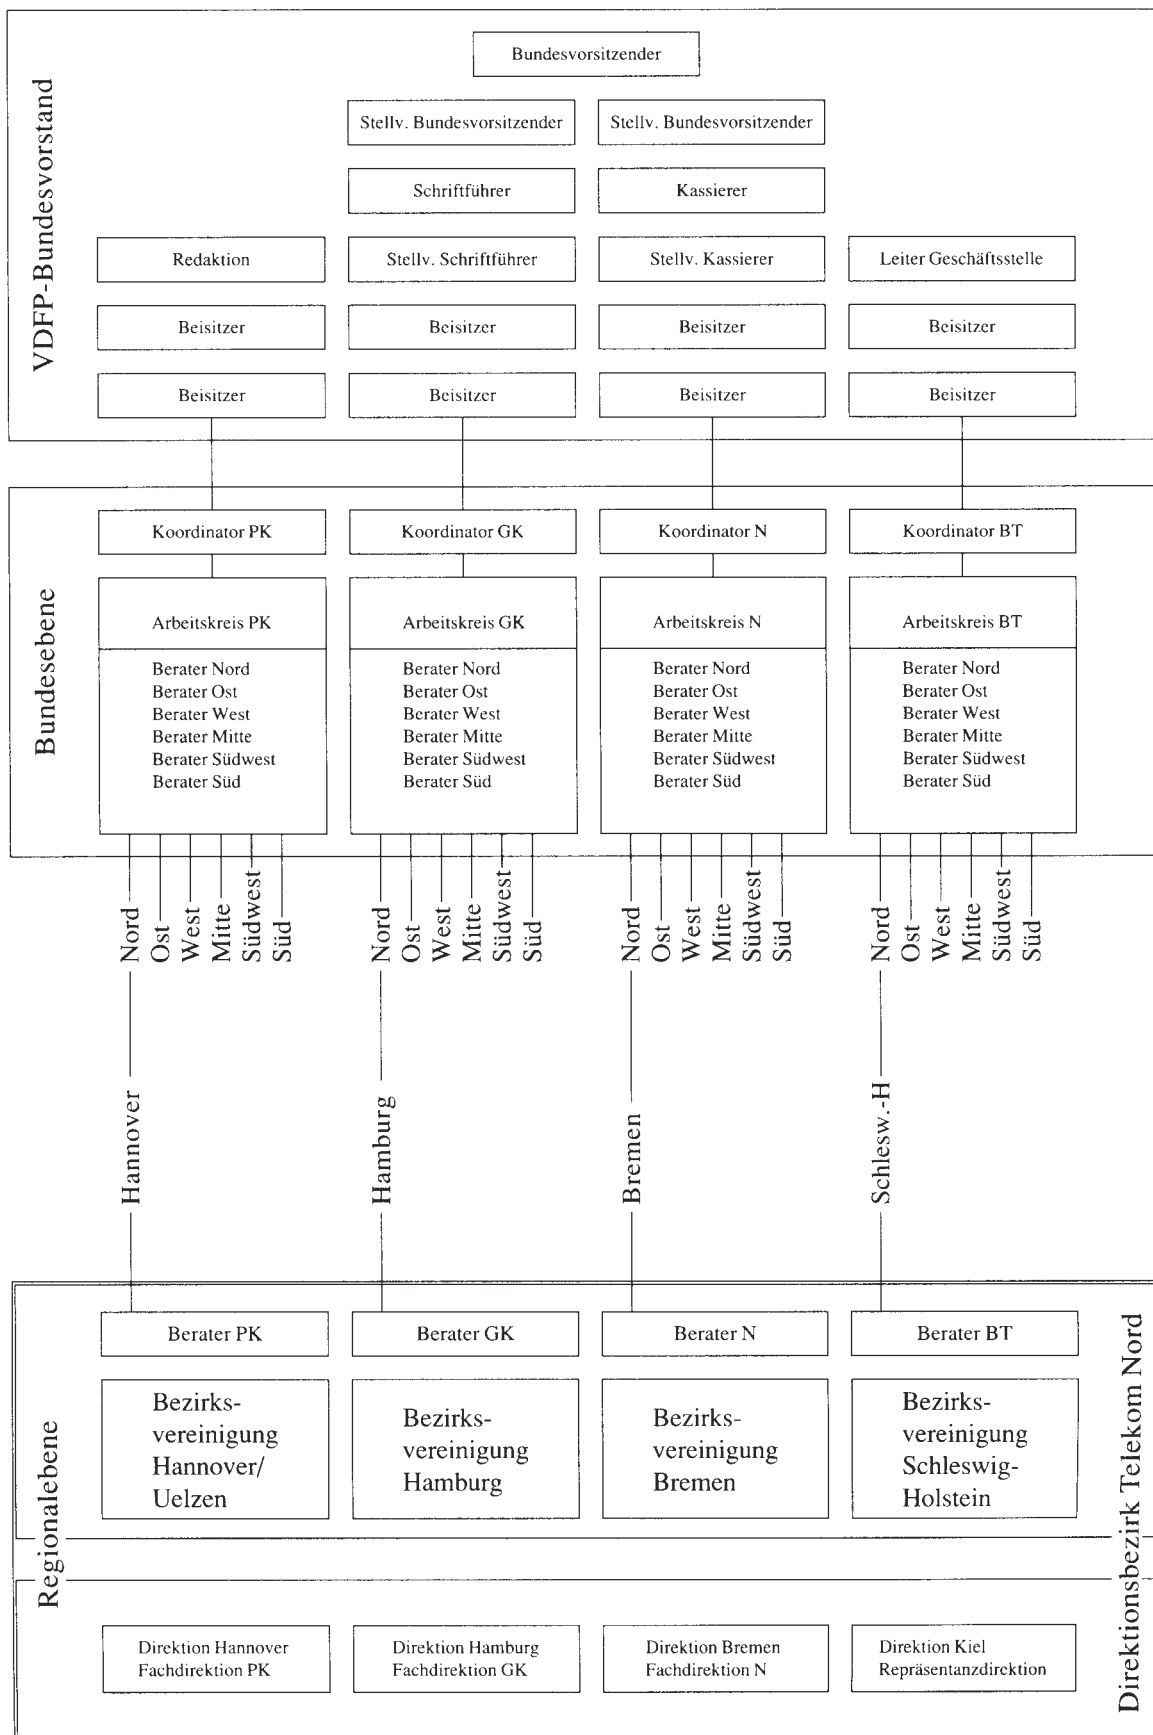 VDFP-Bundesvorstand
Bundesvorsitzender
Stellv. Bundesvorsitzender
Stellv. Bundesvorsitzender
Schriftführer
Kassierer
Redaktion
Stellv. Schriftführer
Stellv. Kassierer
Leiter Geschäftsstelle
Beisitzer
Beisitzer
Beisitzer
Beisitzer
Beisitzer
Beisitzer
Beisitzer
Beisitzer
Bundesebene
Koordinator PK
Koordinator GK
Koordinator N
Koordinator BT
Arbeitskreis PK
Berater Nord
Berater Ost
Berater West
Berater Mitte
Berater Südwest
Berater Süd
Arbeitskreis GK
Berater Nord
Berater Ost
Berater West
Berater Mitte
Berater Südwest
Berater Süd
Arbeitskreis N
Berater Nord
Berater Ost
Berater West
Berater Mitte
Berater Südwest
Berater Süd
Arbeitskreis BT
Berater Nord
Berater Ost
Berater West
Berater Mitte
Berater Südwest
Berater Süd
Nord
Ost
West
Mitte
Südwest
Süd
Nord
Ost
West
Mitte
Südwest
Süd
Nord
Ost
West
Mitte
Südwest
Süd
Nord
Ost
West
Mitte
Südwest
Süd
Hannover
Hamburg
Bremen
Schlesw.-H
Regionalebene
Direktionsbezirk Telekom Nord
Berater PK
Berater GK
Berater N
Berater BT
Bezirks-
vereinigung
Hannover/
Uelzen
Bezirks-
vereinigung
Hamburg
Bezirks-
vereinigung
Bremen
Bezirks-
vereinigung
Schleswig-
Holstein
Direktion Hannover
Fachdirektion PK
Direktion Hamburg
Fachdirektion GK
Direktion Bremen
Fachdirektion N
Direktion Kiel
Repräsentanzdirektion